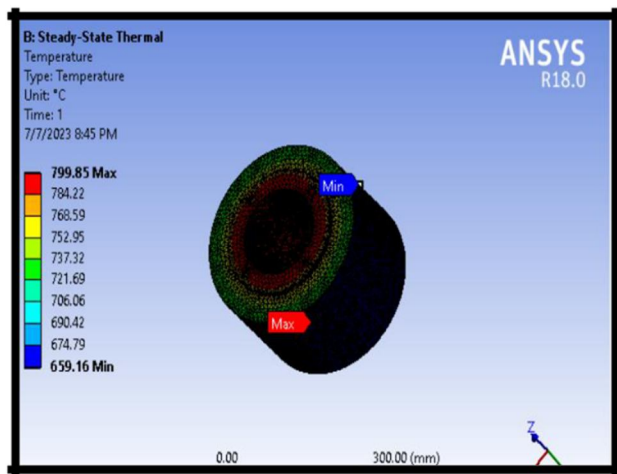 B: Steady-State Thermal
Temperature
Type: Temperature
Unit: °C
Time: 1
7/7/2023 8:45 PM
ANSYS
R18.0
799.85 Max
784.22
768.59
752.95
737.32
721.69
706.06
690.42
674.79
659.16 Min
Min
Max
0.00
300.00 (mm)
Z